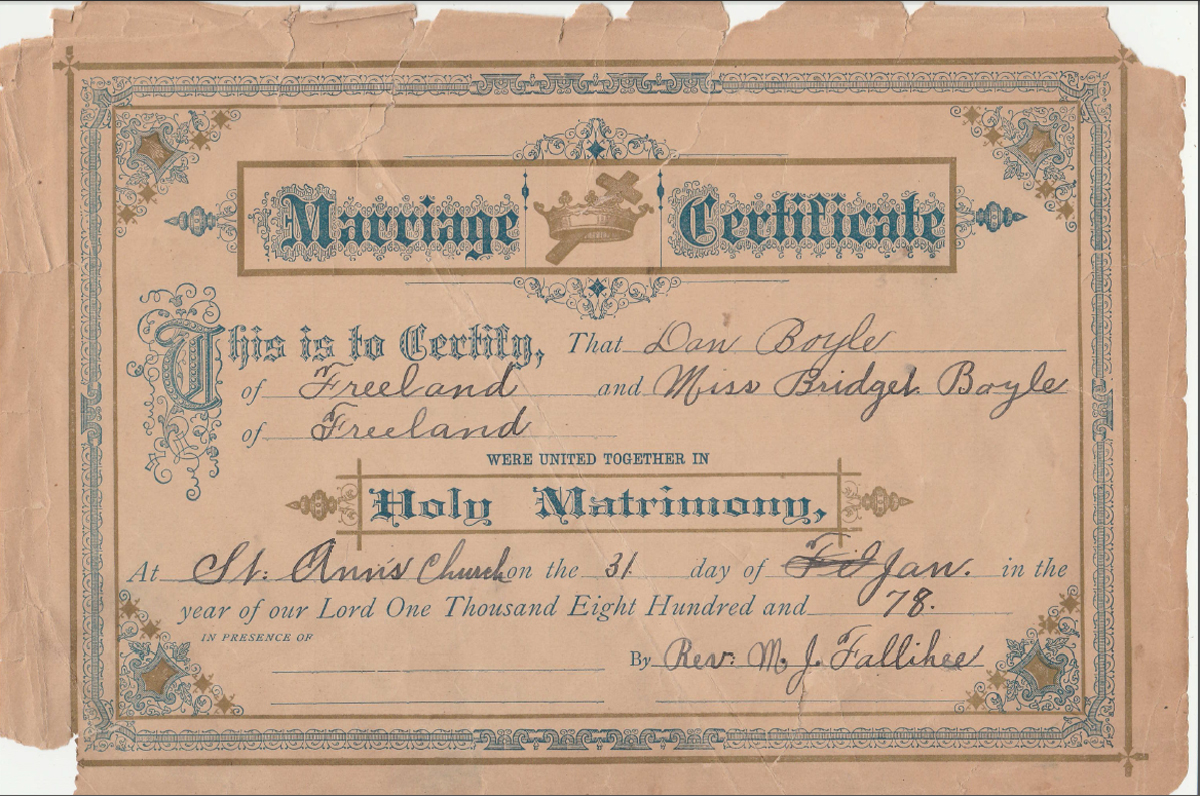 Marriage Certificate
This is to Certify, That Dan Boyle
of Freeland and Miss Bridget Boyle
of Freeland
WERE UNITED TOGETHER IN
Holy Matrimony,
At St. Ann's Church on the 31 day of Jan. in the
year of our Lord One Thousand Eight Hundred and 78.
IN PRESENCE OF
By Rev. M. J. Fallihee